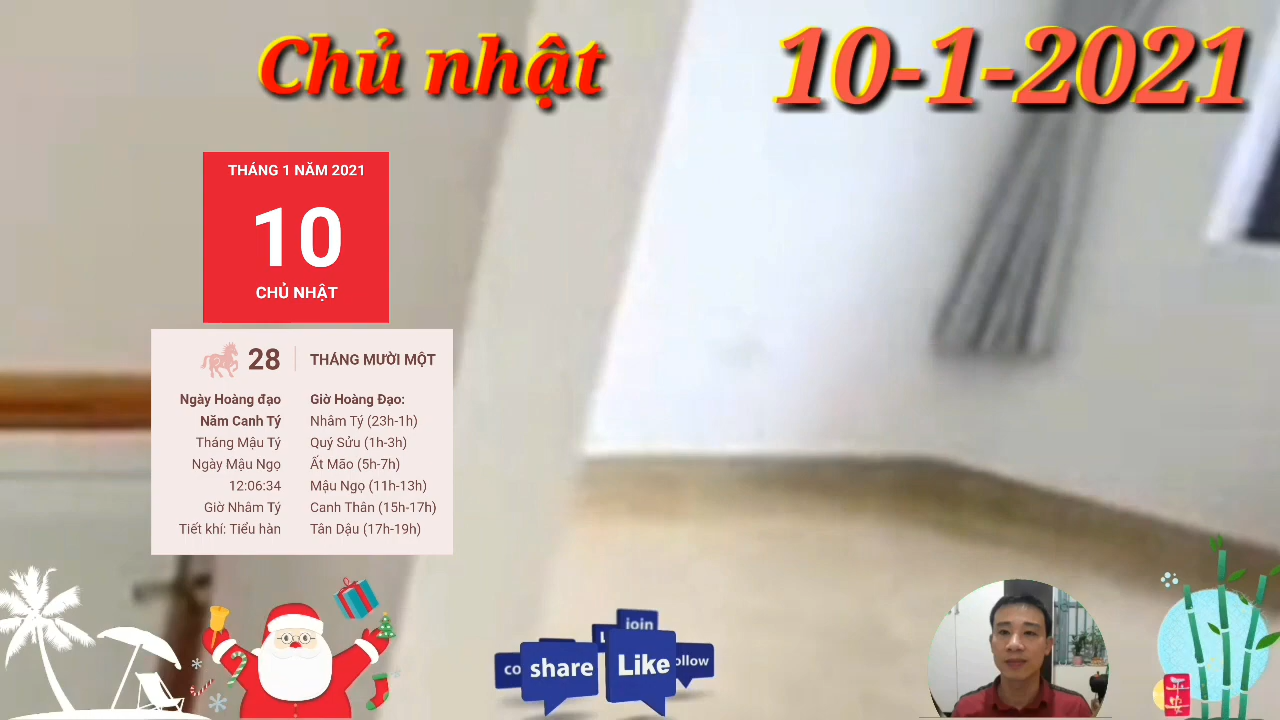 Chủ nhật
10-1-2021
THÁNG 1 NĂM 2021
10
CHỦ NHẬT
28
THÁNG MƯỜI MỘT
Ngày Hoàng đạo
Năm Canh Tý
Tháng Mậu Tý
Ngày Mậu Ngọ
12:06:34
Giờ Nhâm Tý
Tiết khí: Tiểu hàn
Giờ Hoàng Đạo:
Nhâm Tý (23h-1h)
Quý Sửu (1h-3h)
Ất Mão (5h-7h)
Mậu Ngọ (11h-13h)
Canh Thân (15h-17h)
Tân Dậu (17h-19h)
join
share
Like
ollow
平安